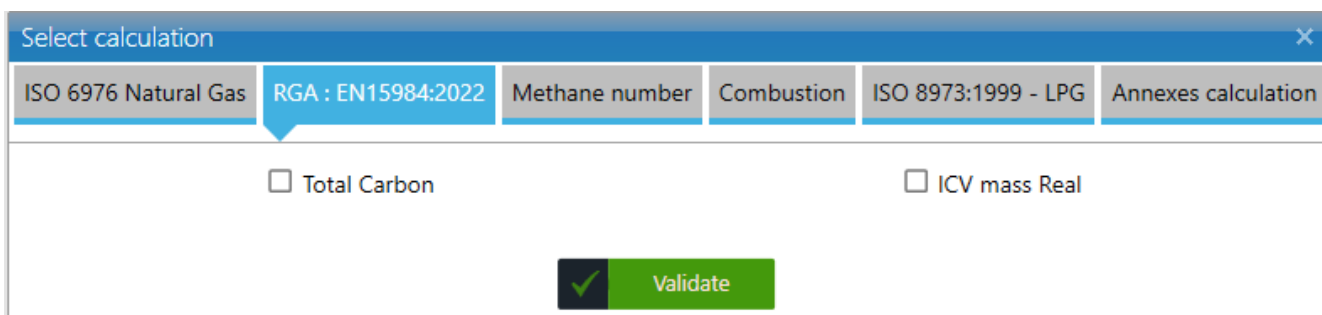 Select calculation
ISO 6976 Natural Gas RGA : EN15984:2022 Methane number Combustion ISO 8973:1999 - LPG Annexes calculation
Total Carbon ICV mass Real
Validate